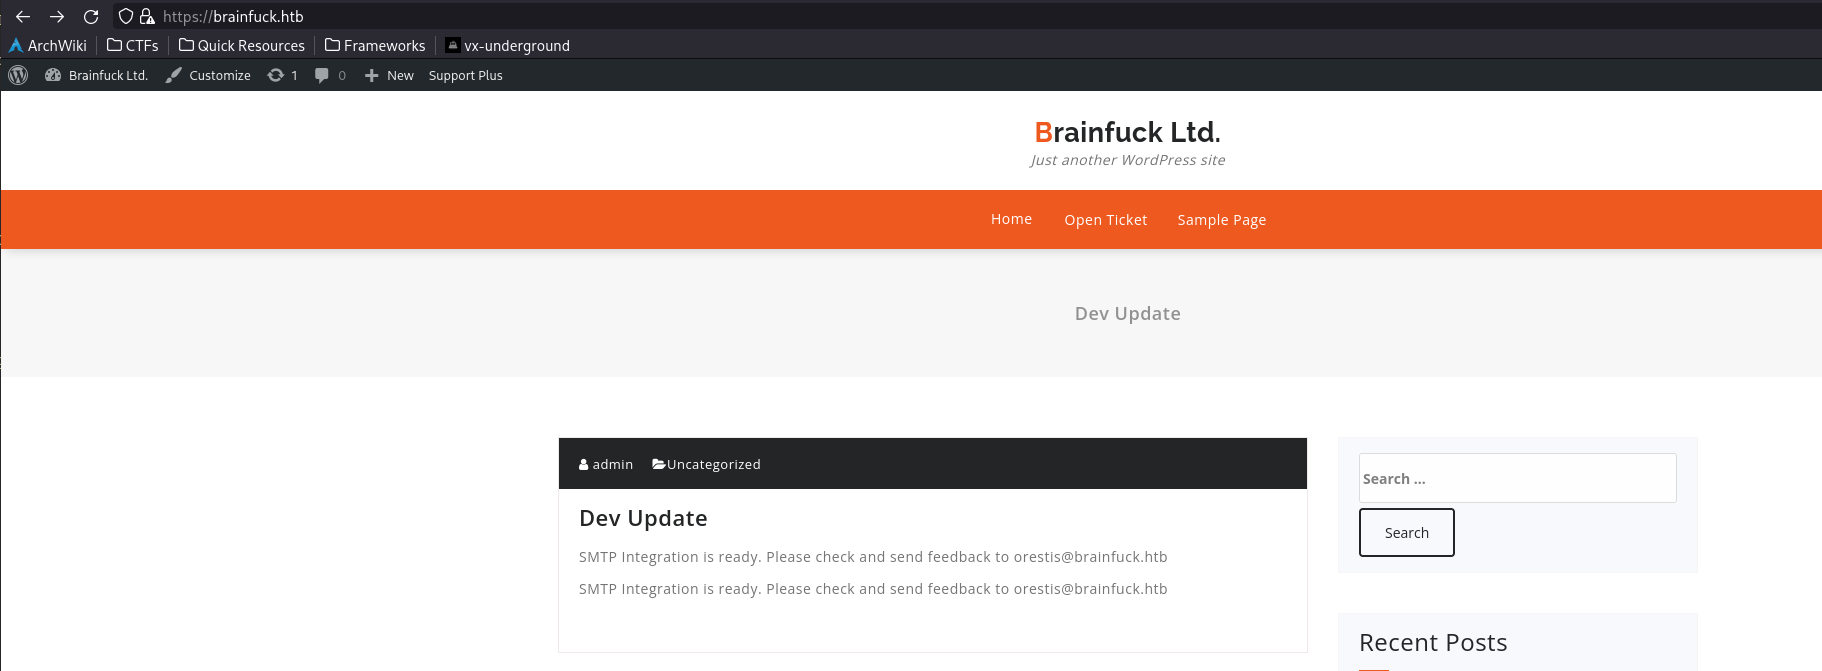 https://brainfuck.htb
ArchWiki CTFs Quick Resources Frameworks vx-underground
Brainfuck Ltd. Customize 1 0 New Support Plus
Brainfuck Ltd.
Just another WordPress site
Home Open Ticket Sample Page
Dev Update
admin Uncategorized
Dev Update
SMTP Integration is ready. Please check and send feedback to orestis@brainfuck.htb
SMTP Integration is ready. Please check and send feedback to orestis@brainfuck.htb
Search ...
Search
Recent Posts